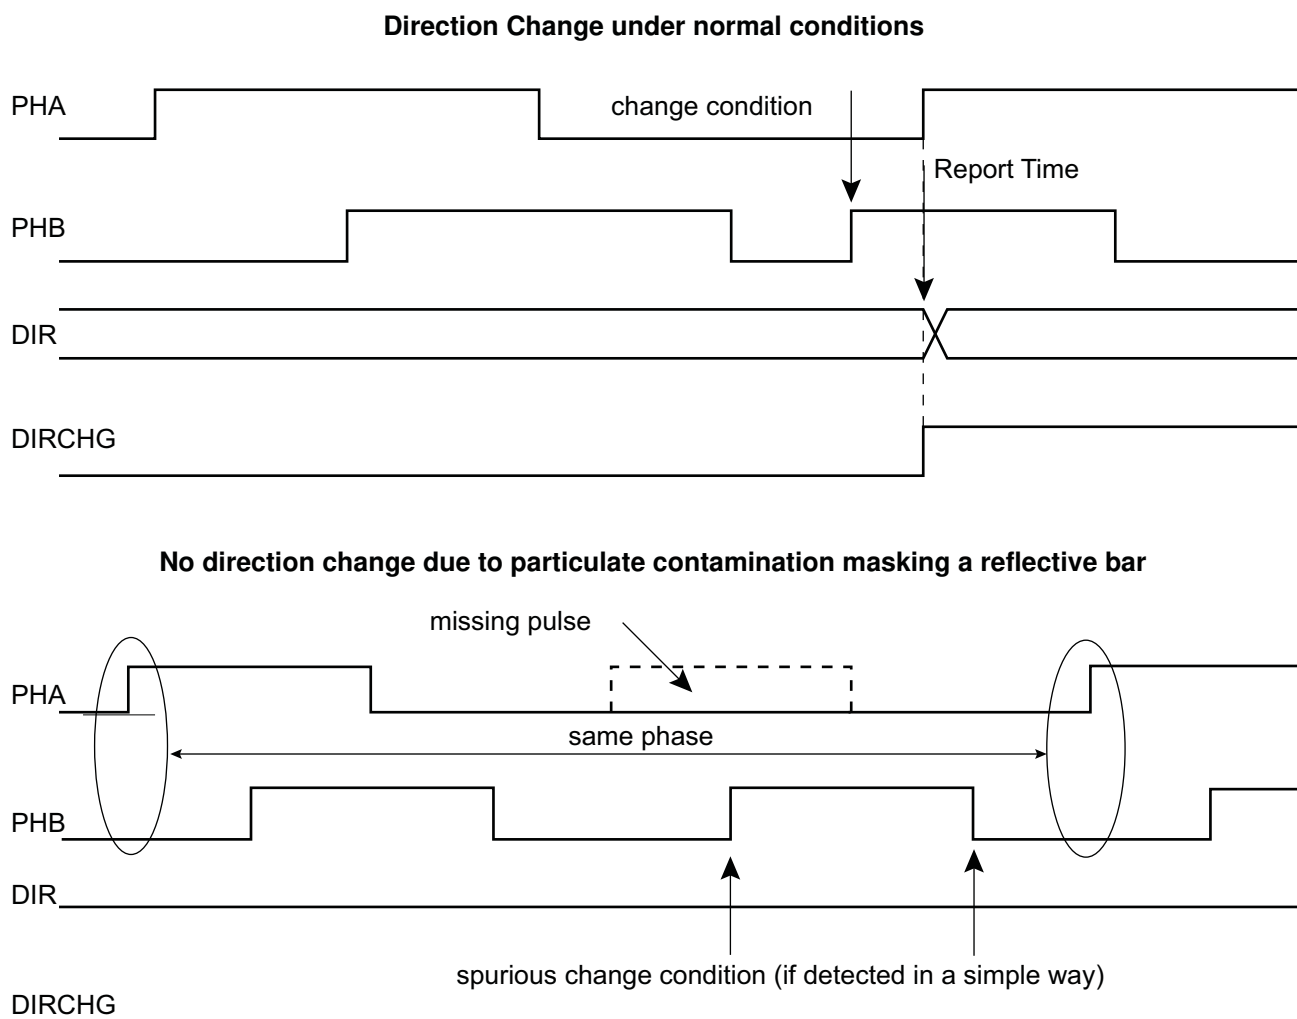 Direction Change under normal conditions
PHA
change condition
Report Time
PHB
DIR
DIRCHG
No direction change due to particulate contamination masking a reflective bar
missing pulse
PHA
same phase
PHB
DIR
spurious change condition (if detected in a simple way)
DIRCHG